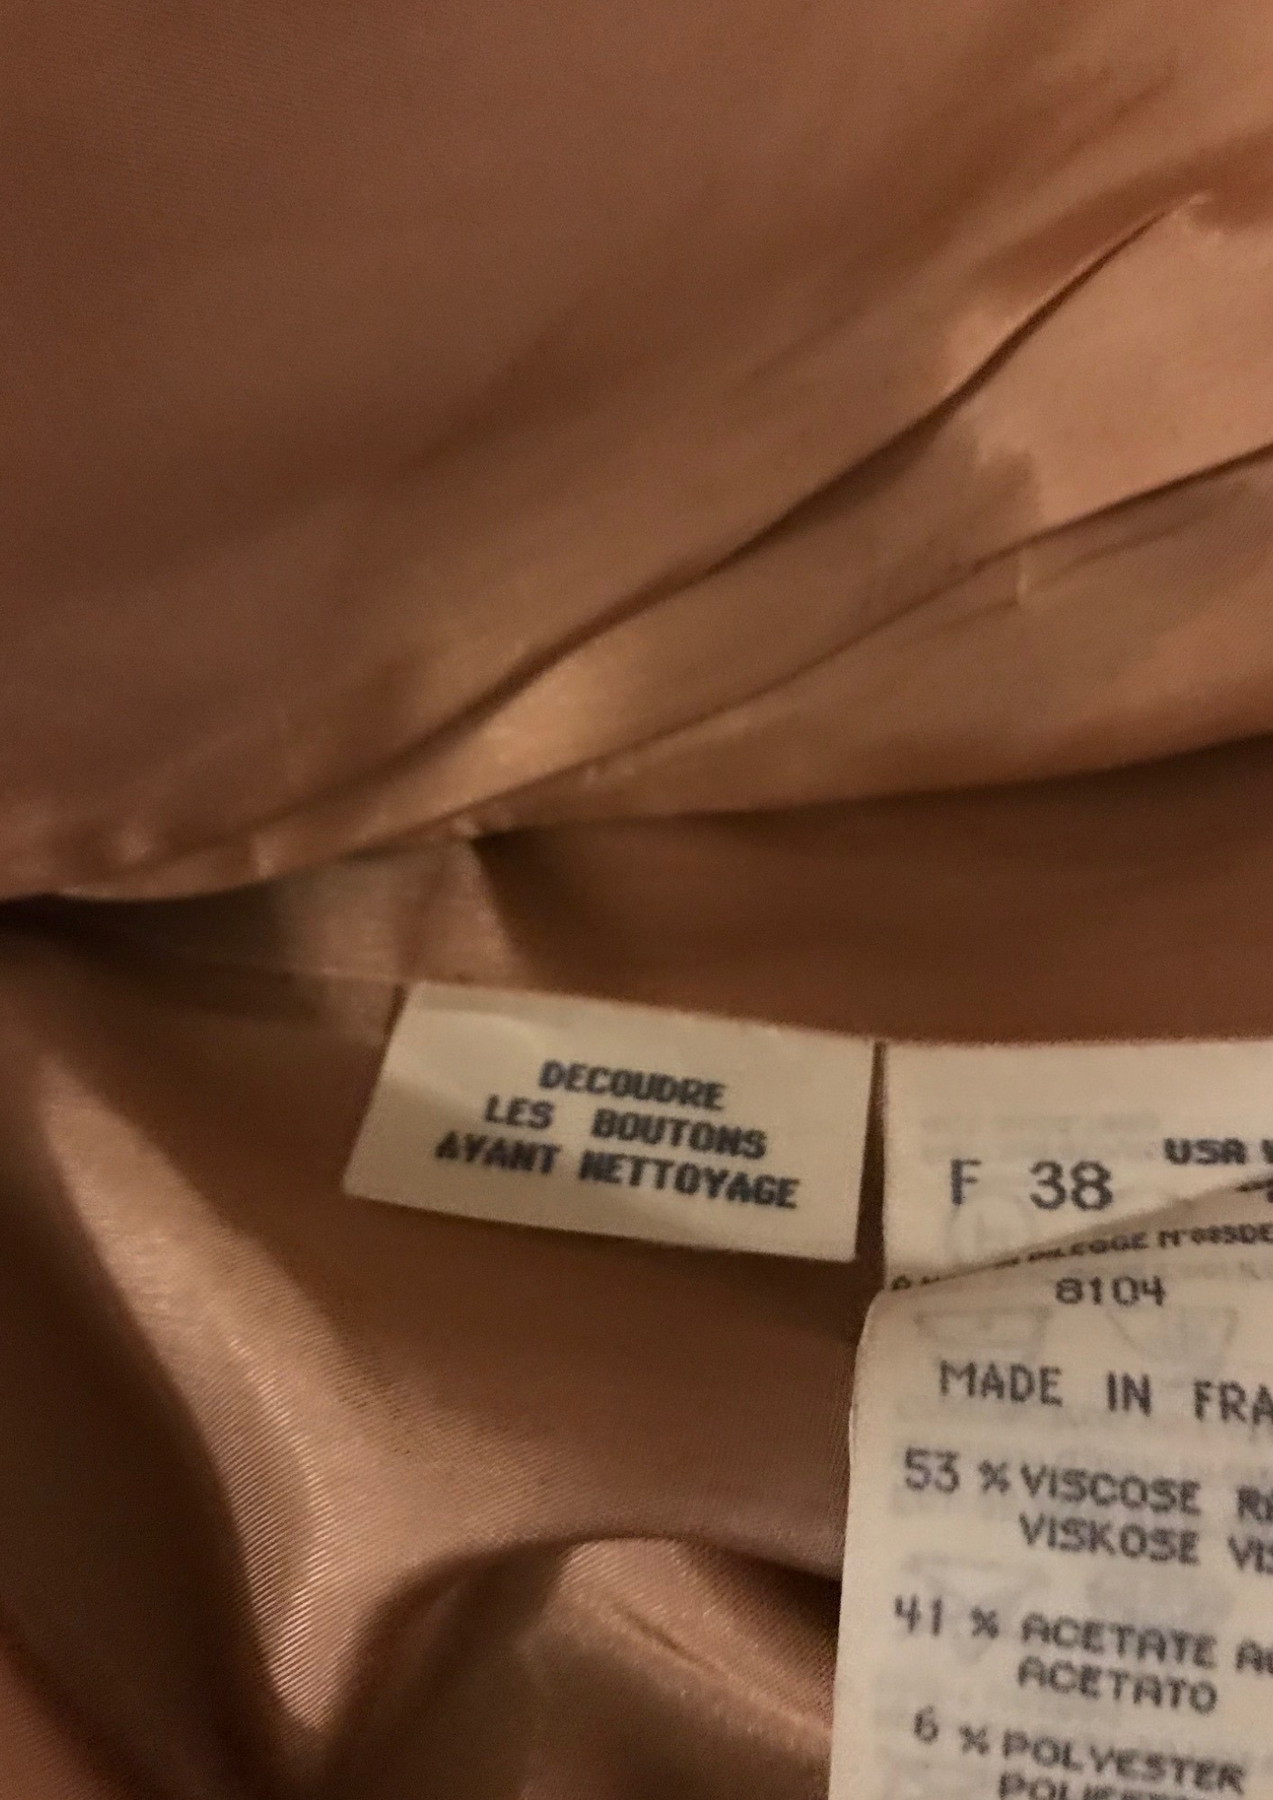 DECOUDRE
LES BOUTONS
AVANT NETTOYAGE
F 38
USA
N°885DE
8104
MADE IN FRA
53 % VISCOSE
VISKOSE
41 % ACETATE
ACETATO
6 % POLYESTER